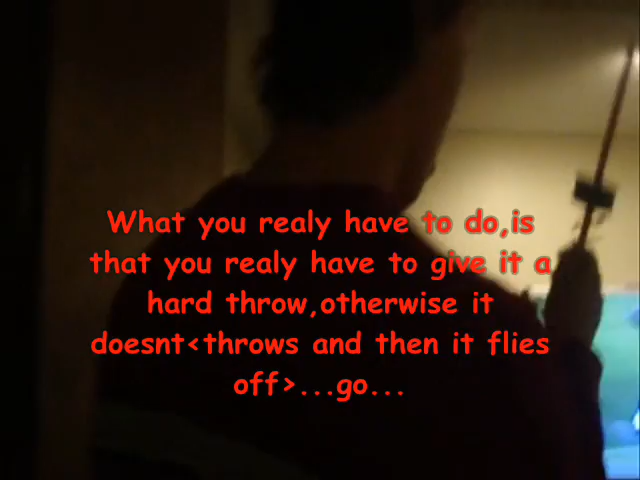 What you realy have to do,is
that you realy have to give it a
hard throw,otherwise it
doesnt<throws and then it flies
off>...go...